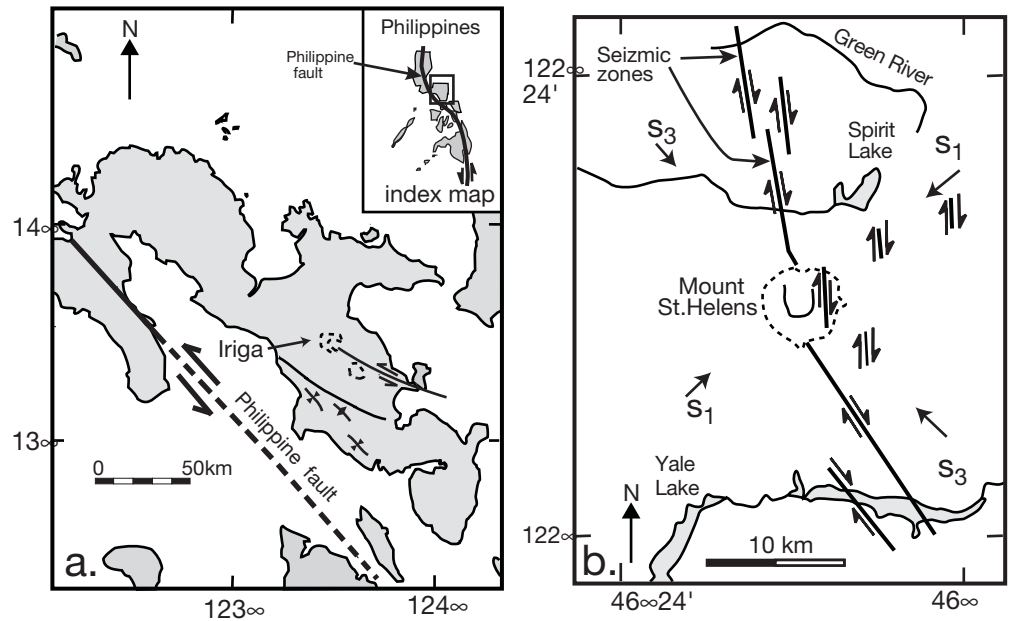 Philippines
Philippine
fault
N
index map
14∞
Iriga
Philippine fault
13∞
0 50km
a.
123∞
124∞
Seizmic
zones
Green River
122∞
24'
S3
Spirit
Lake
S1
Mount
St.Helens
S1
S3
Yale
Lake
N
122∞
10 km
b.
46∞24'
46∞